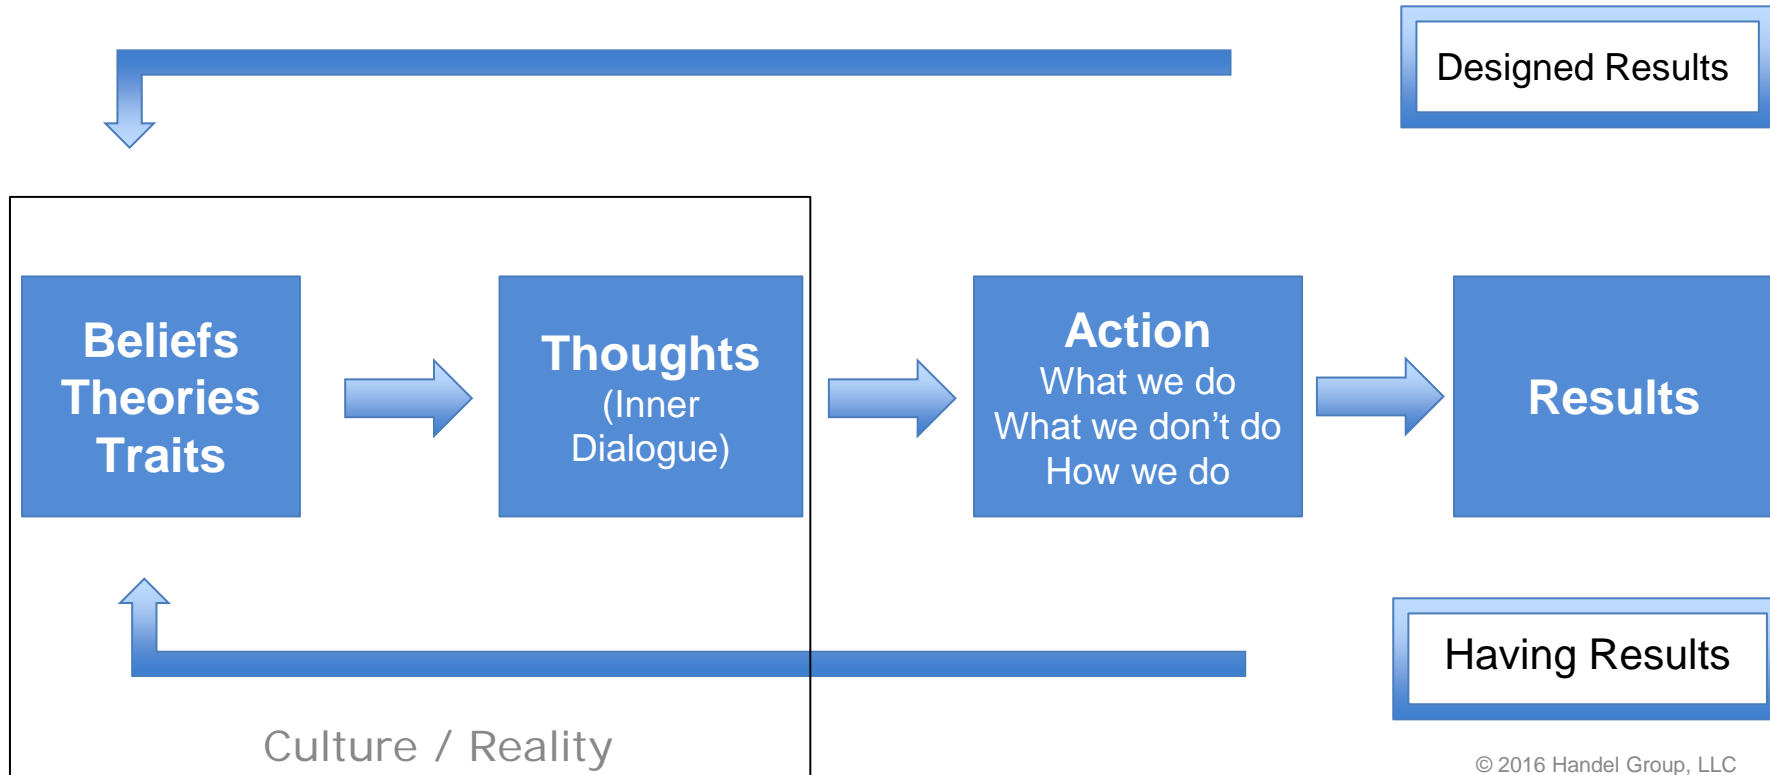 Designed Results
Beliefs
Theories
Traits
Thoughts
(Inner
Dialogue)
Action
What we do
What we don't do
How we do
Results
Having Results
Culture / Reality
© 2016 Handel Group, LLC